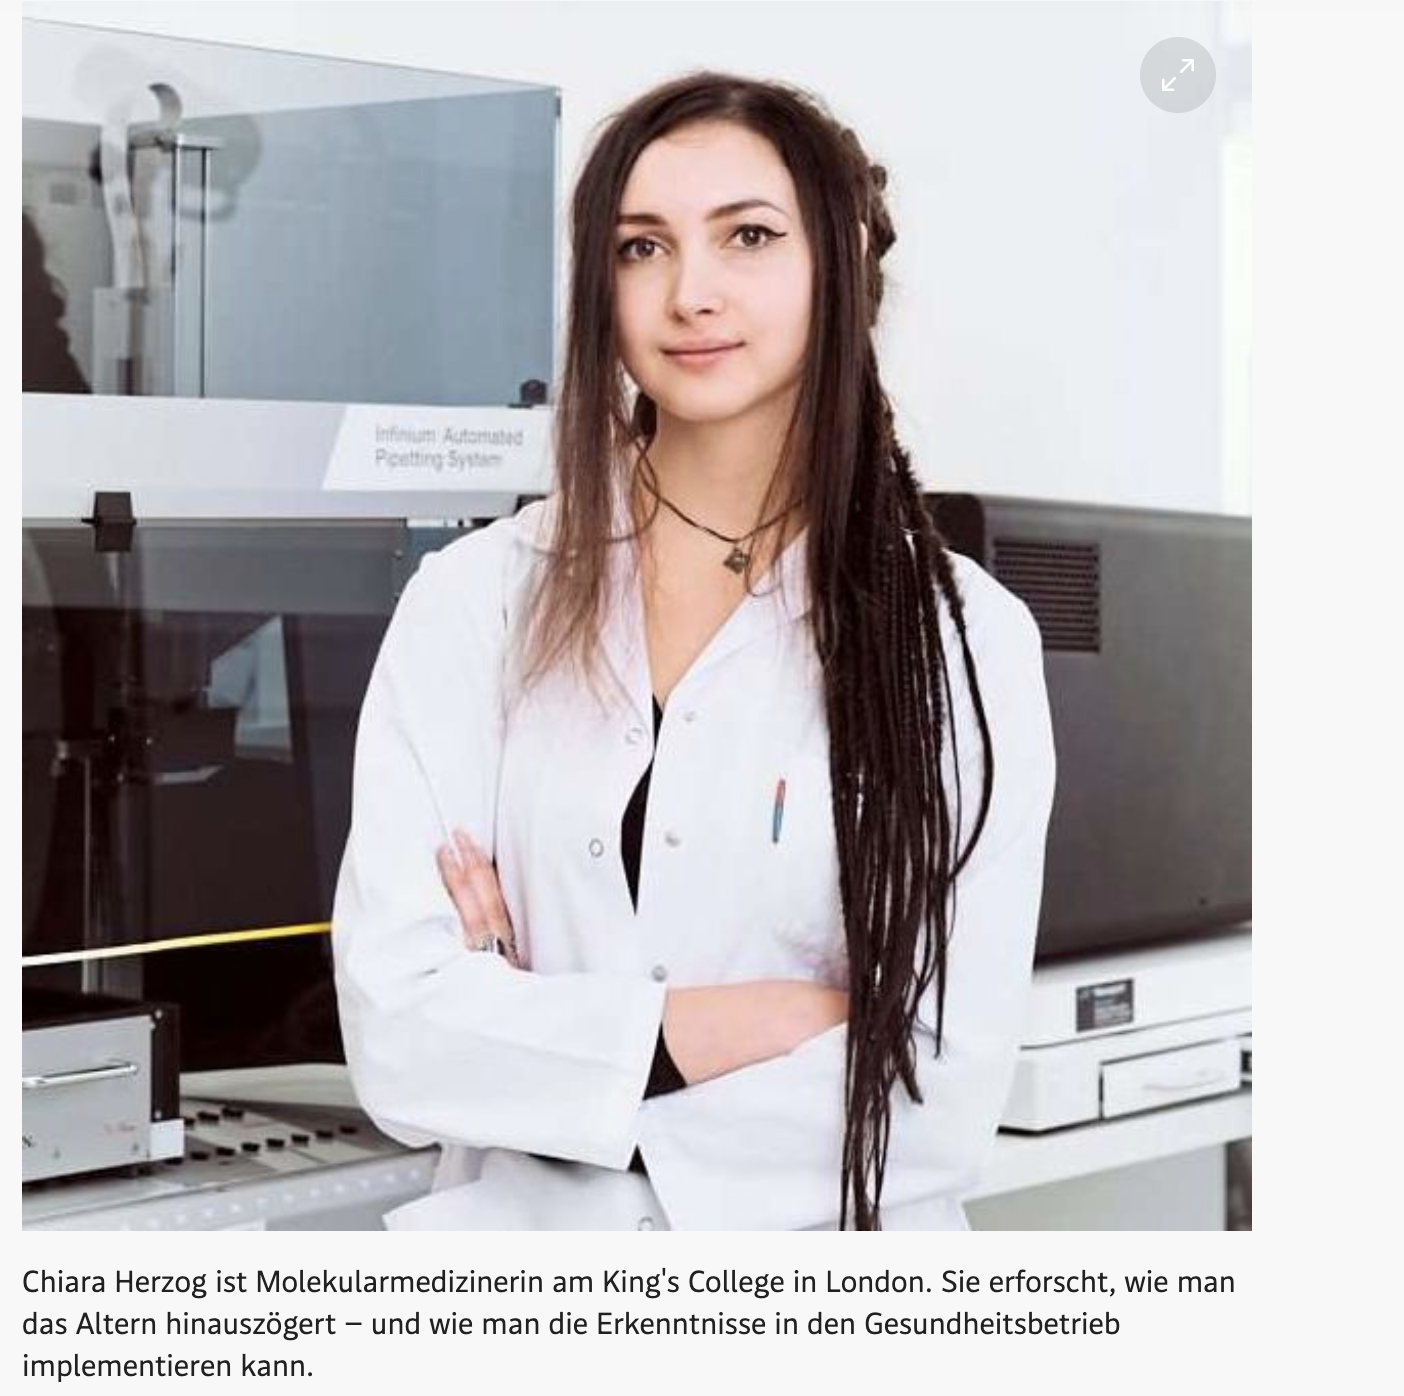 Infinium Automated
Pipetting System
Chiara Herzog ist Molekularmedizinerin am King's College in London. Sie erforscht, wie man
das Altern hinauszögert – und wie man die Erkenntnisse in den Gesundheitsbetrieb
implementieren kann.